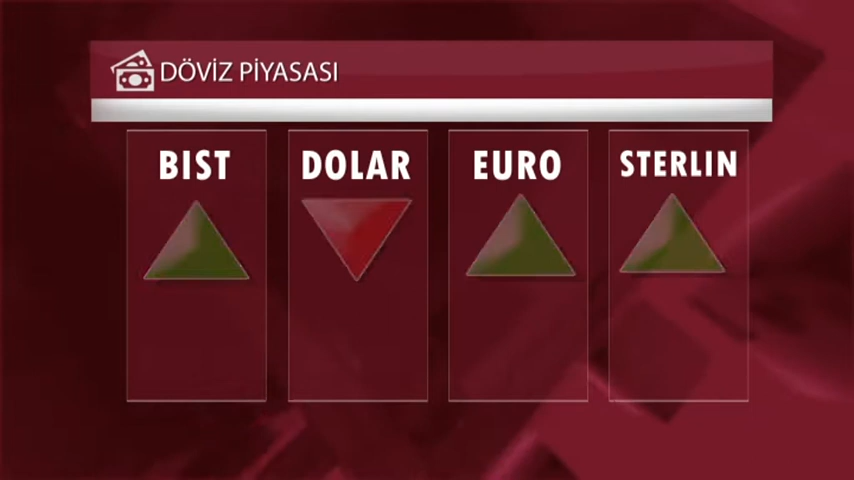 DÖVİZ PİYASASI
BIST
DOLAR
EURO
STERLIN